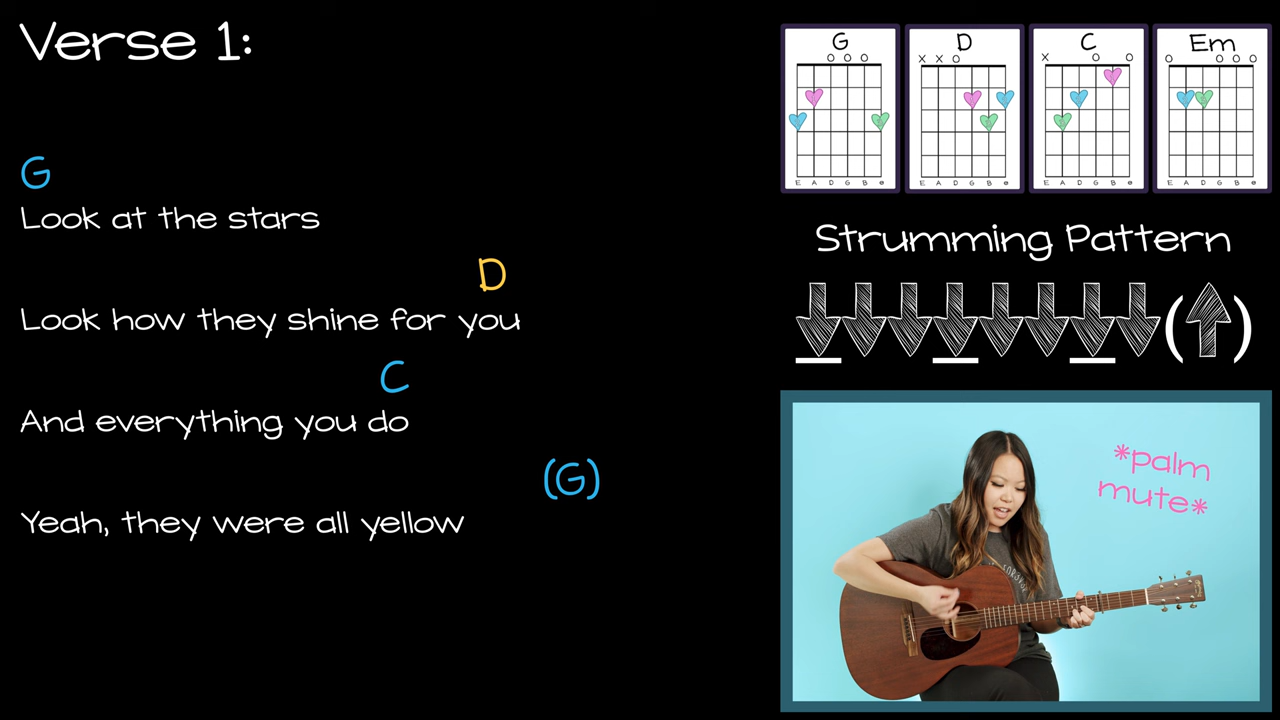 Verse 1:
G
Look at the stars
D
Look how they shine for you
C
And everything you do
(G)
Yeah, they were all yellow
G
o o o
E A D G B e
D
x x o
E A D G B e
C
x o o
E A D G B e
Em
o o o o
E A D G B e
Strumming Pattern
( )
*palm
mute*